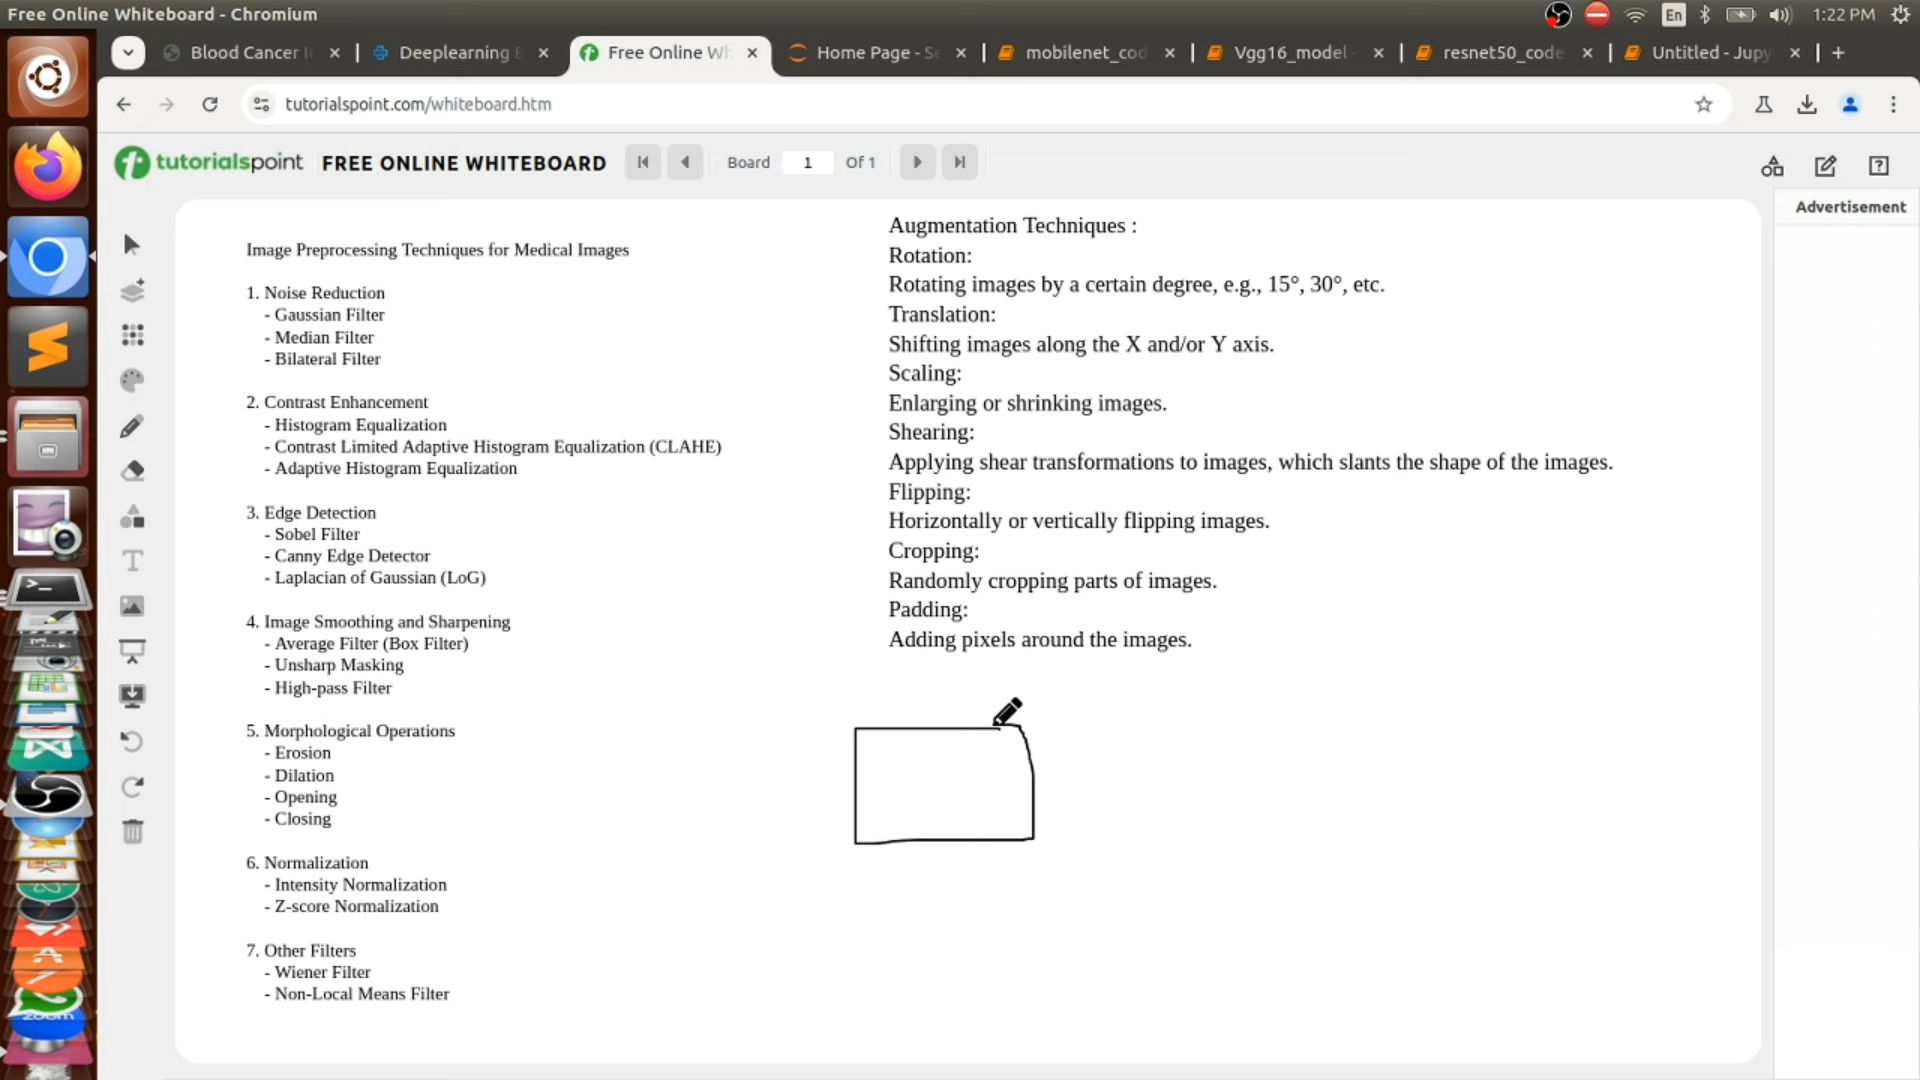 Free Online Whiteboard - Chromium
En
1:22 PM
Blood Cancer
Deeplearning
Free Online Wh
Home Page - Se
mobilenet_cod
Vgg16_model -
resnet50_code
Untitled - Jupy
tutorialspoint.com/whiteboard.htm
tutorialspoint
FREE ONLINE WHITEBOARD
Board 1 Of 1
Advertisement
Image Preprocessing Techniques for Medical Images
1. Noise Reduction
- Gaussian Filter
- Median Filter
- Bilateral Filter
2. Contrast Enhancement
- Histogram Equalization
- Contrast Limited Adaptive Histogram Equalization (CLAHE)
- Adaptive Histogram Equalization
3. Edge Detection
- Sobel Filter
- Canny Edge Detector
- Laplacian of Gaussian (LoG)
4. Image Smoothing and Sharpening
- Average Filter (Box Filter)
- Unsharp Masking
- High-pass Filter
5. Morphological Operations
- Erosion
- Dilation
- Opening
- Closing
6. Normalization
- Intensity Normalization
- Z-score Normalization
7. Other Filters
- Wiener Filter
- Non-Local Means Filter
Augmentation Techniques :
Rotation:
Rotating images by a certain degree, e.g., 15°, 30°, etc.
Translation:
Shifting images along the X and/or Y axis.
Scaling:
Enlarging or shrinking images.
Shearing:
Applying shear transformations to images, which slants the shape of the images.
Flipping:
Horizontally or vertically flipping images.
Cropping:
Randomly cropping parts of images.
Padding:
Adding pixels around the images.
zoom